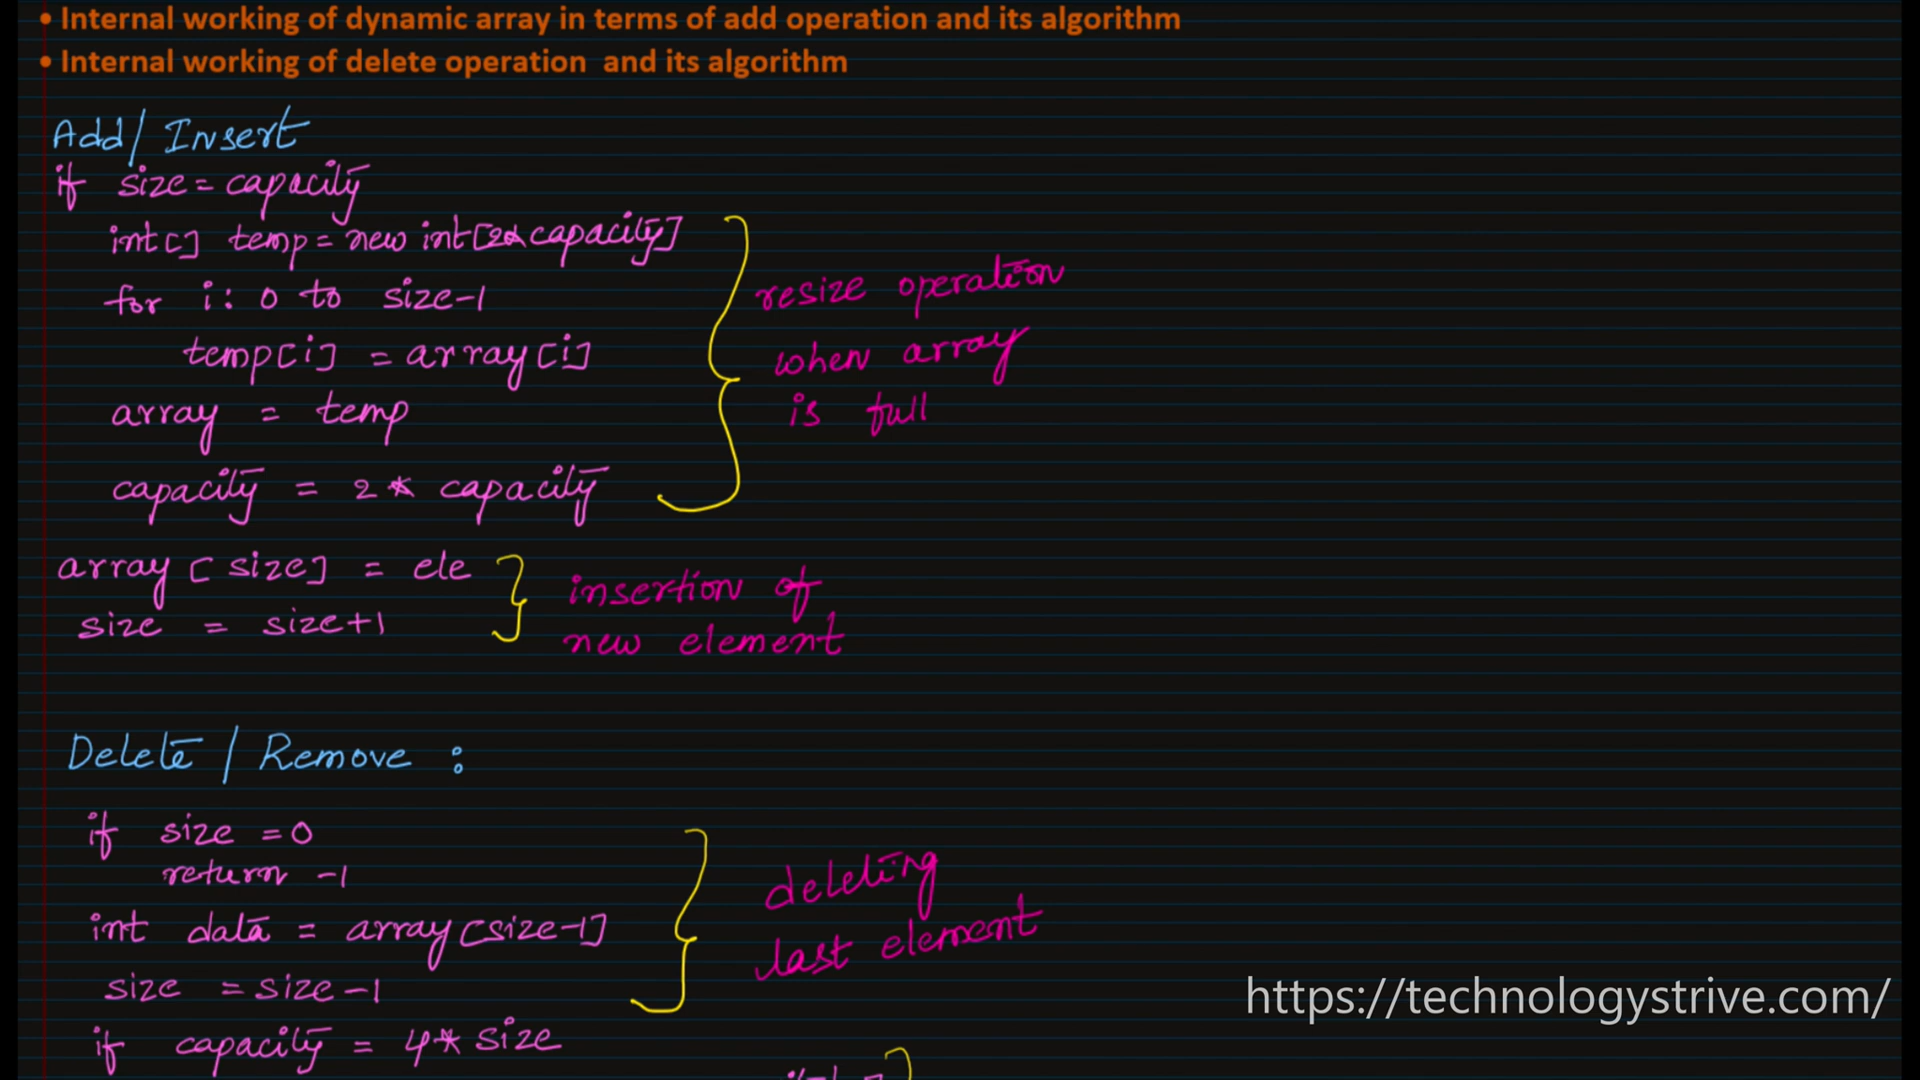 • Internal working of dynamic array in terms of add operation and its algorithm
• Internal working of delete operation and its algorithm
Add/Insert
if size = capacity
int[] temp = new int[2* capacity]
for i: 0 to size-1
temp[i] = array[i]
array = temp
capacity = 2* capacity
resize operation
when array
is full
array[size] = ele
size = size+1
insertion of
new element
Delete / Remove :
if size = 0
return -1
int data = array[size-1]
size = size-1
deleting
last element
if capacity = 4* size
https://technologystrive.com/